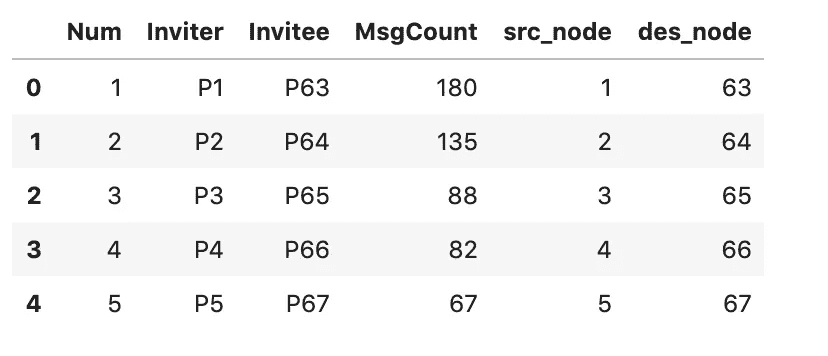 Num Inviter Invitee MsgCount src_node des_node
0 1 P1 P63 180 1 63
1 2 P2 P64 135 2 64
2 3 P3 P65 88 3 65
3 4 P4 P66 82 4 66
4 5 P5 P67 67 5 67